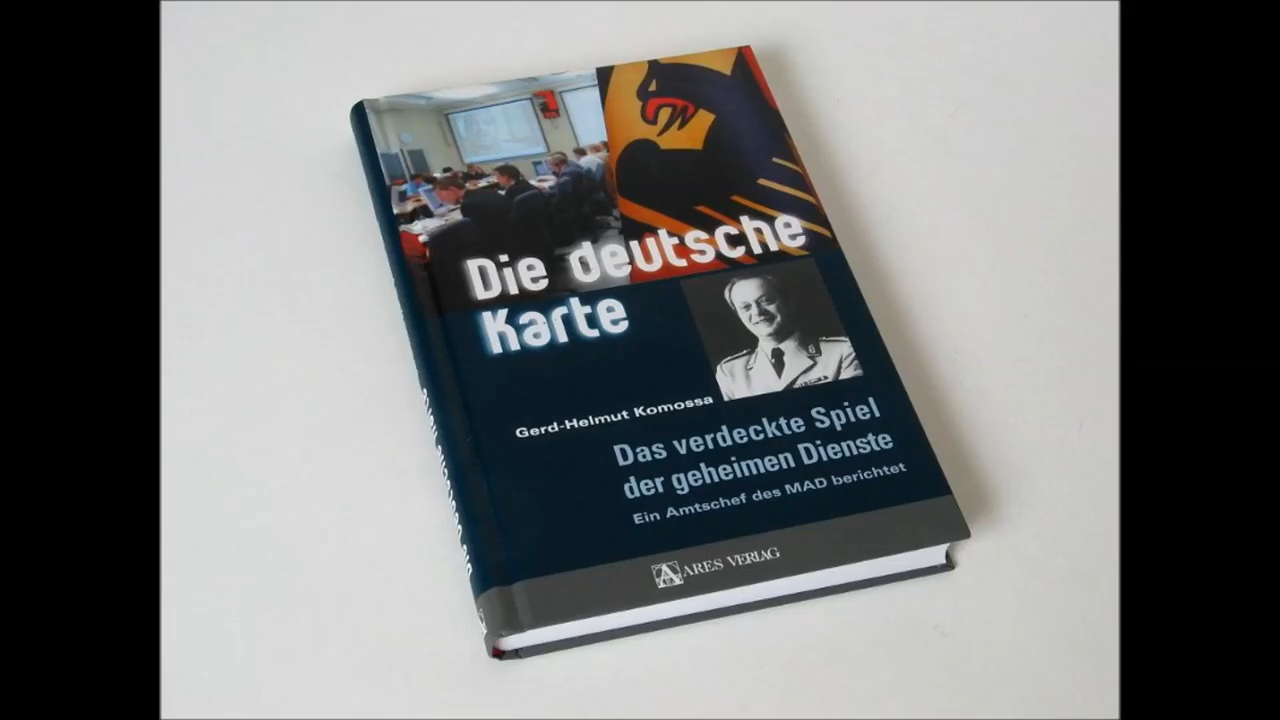 Die deutsche
Karte
Gerd-Helmut Komossa
Das verdeckte Spiel
der geheimen Dienste
Ein Amtschef des MAD berichtet
ARES VERLAG